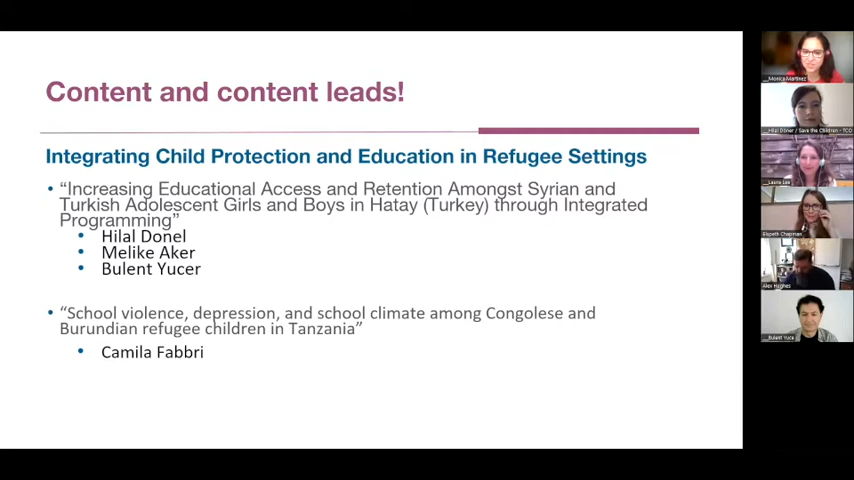 Content and content leads!
Integrating Child Protection and Education in Refugee Settings
• “Increasing Educational Access and Retention Amongst Syrian and
Turkish Adolescent Girls and Boys in Hatay (Turkey) through Integrated
Programming”
• Hilal Donel
• Melike Aker
• Bulent Yucer
• “School violence, depression, and school climate among Congolese and
Burundian refugee children in Tanzania”
• Camila Fabbri
Monica Martinez
Hilal Döner / Save the Children - TCO
Laura Lee
Elspeth Chapman
Alex Hughes
Bulent Yuce